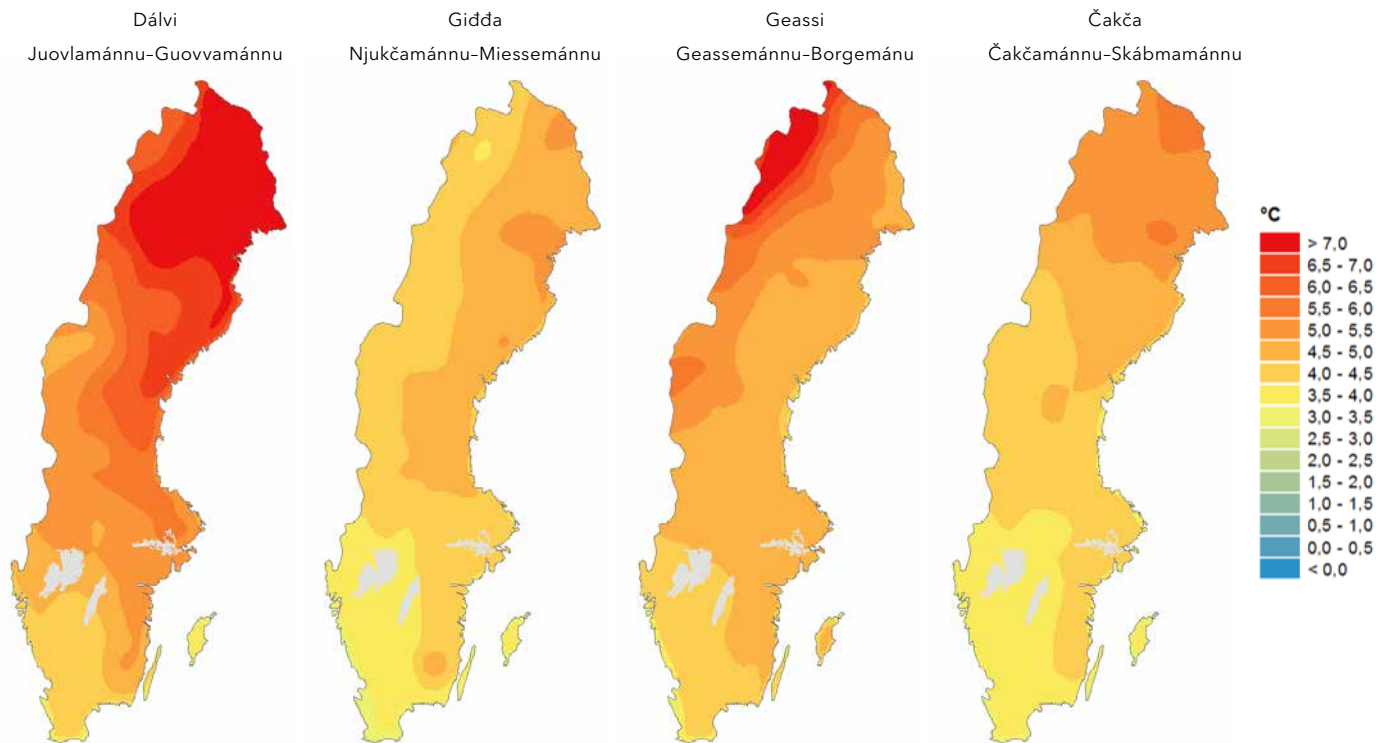 Dálvi
Juovlamánnu–Guovvamánnu
Giđđa
Njukčamánnu–Miessemánnu
Geassi
Geassemánnu–Borgemánu
Čakča
Čakčamánnu–Skábmamánnu
°C
> 7,0
6,5 - 7,0
6,0 - 6,5
5,5 - 6,0
5,0 - 5,5
4,5 - 5,0
4,0 - 4,5
3,5 - 4,0
3,0 - 3,5
2,5 - 3,0
2,0 - 2,5
1,5 - 2,0
1,0 - 1,5
0,5 - 1,0
0,0 - 0,5
< 0,0